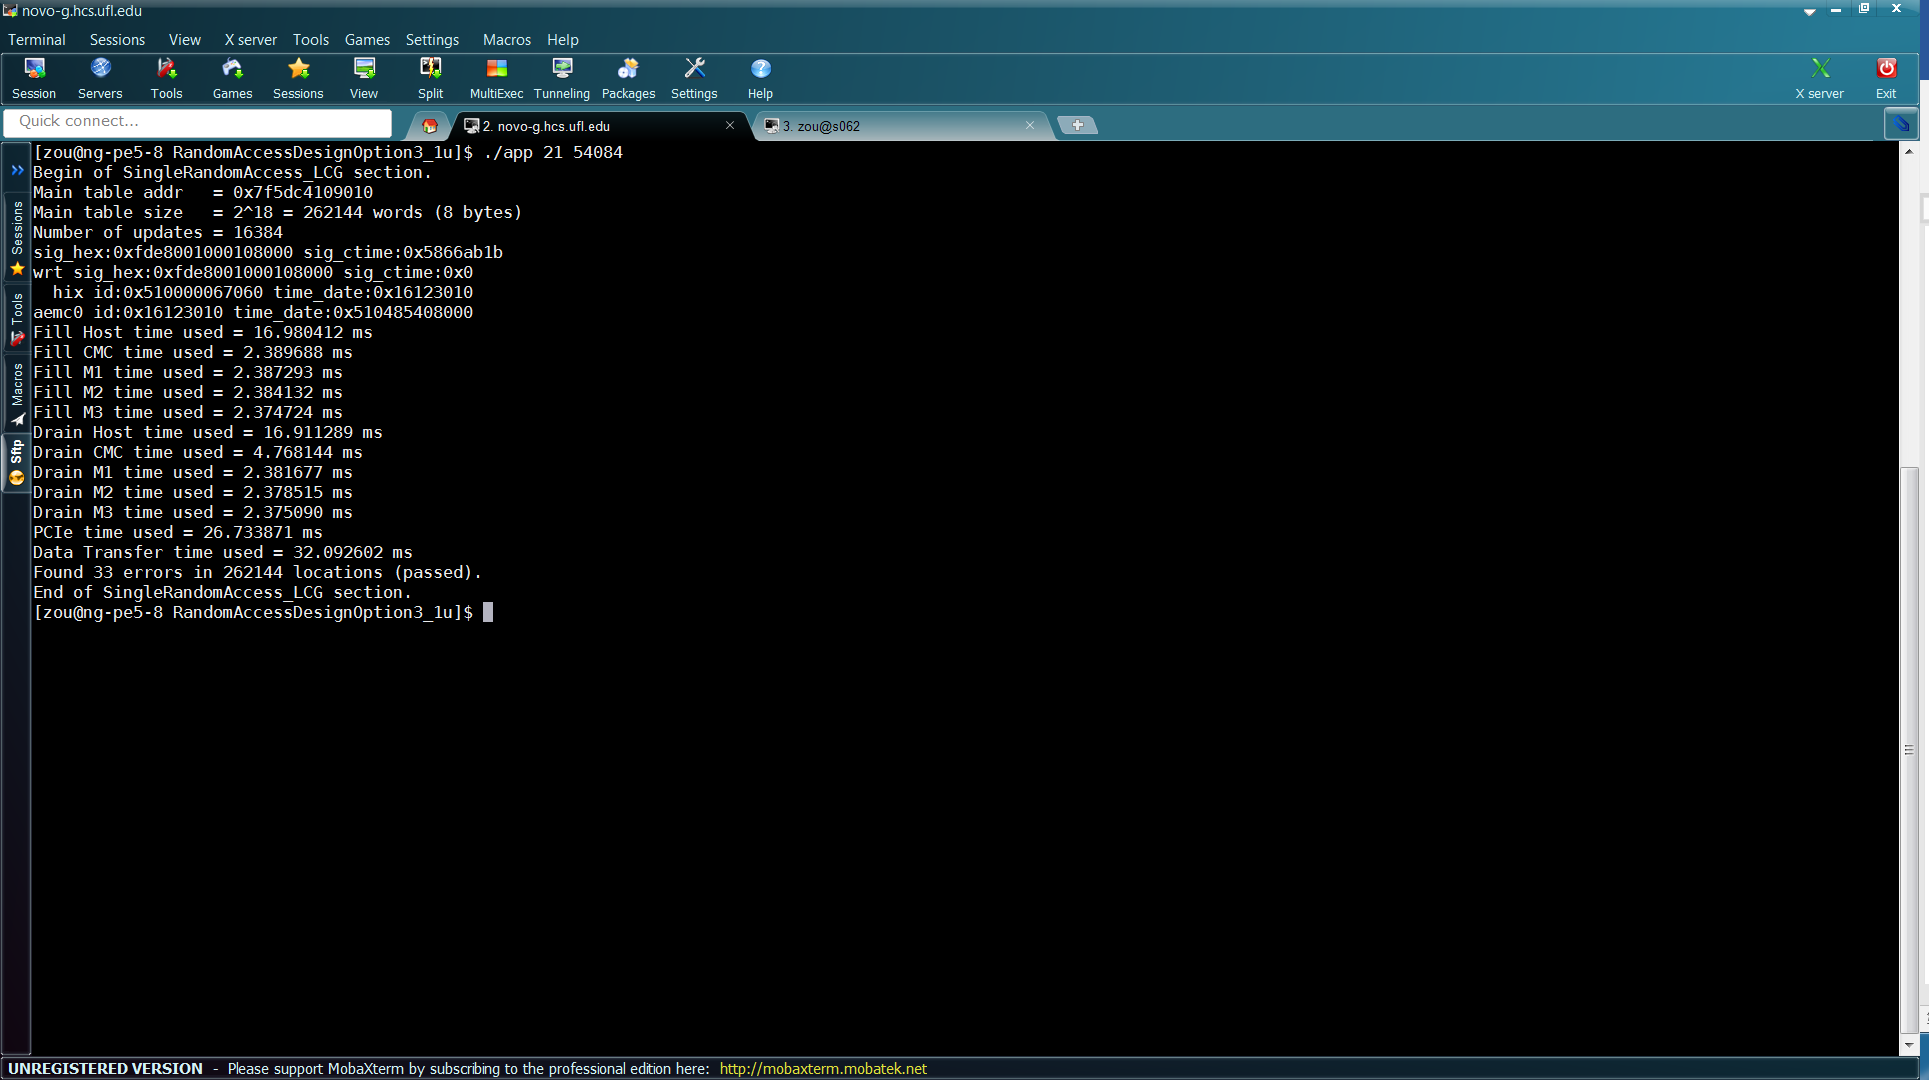 novo-g.hcs.ufl.edu
Terminal Sessions View X server Tools Games Settings Macros Help
Session Servers Tools Games Sessions View Split MultiExec Tunneling Packages Settings Help X server Exit
Quick connect... 2. novo-g.hcs.ufl.edu 3. zou@s062
[zou@ng-pe5-8 RandomAccessDesignOption3_1u]$ ./app 21 54084
Begin of SingleRandomAccess_LCG section.
Main table addr   = 0x7f5dc4109010
Main table size   = 2^18 = 262144 words (8 bytes)
Number of updates = 16384
sig_hex:0xfde8001000108000 sig_ctime:0x5866ab1b
wrt sig_hex:0xfde8001000108000 sig_ctime:0x0
  hix id:0x510000067060 time_date:0x16123010
aemc0 id:0x16123010 time_date:0x510485408000
Fill Host time used = 16.980412 ms
Fill CMC time used = 2.389688 ms
Fill M1 time used = 2.387293 ms
Fill M2 time used = 2.384132 ms
Fill M3 time used = 2.374724 ms
Drain Host time used = 16.911289 ms
Drain CMC time used = 4.768144 ms
Drain M1 time used = 2.381677 ms
Drain M2 time used = 2.378515 ms
Drain M3 time used = 2.375090 ms
PCIe time used = 26.733871 ms
Data Transfer time used = 32.092602 ms
Found 33 errors in 262144 locations (passed).
End of SingleRandomAccess_LCG section.
[zou@ng-pe5-8 RandomAccessDesignOption3_1u]$
Sessions
Tools
Macros
Sftp
UNREGISTERED VERSION - Please support MobaXterm by subscribing to the professional edition here: http://mobaxterm.mobatek.net